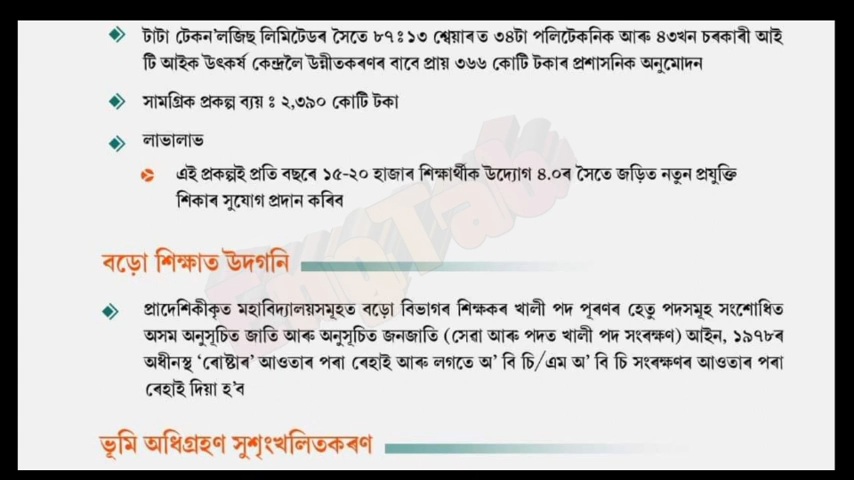 টাটা টেকন'লজিছ লিমিটেডৰ সৈতে ৮৭ঃ১৩ শ্বেয়াৰত ৩৪টা পলিটেকনিক আৰু ৪৩খন চৰকাৰী আই
টি আইক উৎকৰ্ষ কেন্দ্ৰলৈ উন্নীতকৰণৰ বাবে প্ৰায় ৩৬৬ কোটি টকাৰ প্ৰশাসনিক অনুমোদন
সামগ্ৰিক প্ৰকল্প ব্যয় ঃ ২,৩৯০ কোটি টকা
লাভালাভ
এই প্ৰকল্পই প্ৰতি বছৰে ১৫-২০ হাজাৰ শিক্ষাৰ্থীক উদ্যোগ ৪.০ৰ সৈতে জড়িত নতুন প্ৰযুক্তি
শিকাৰ সুযোগ প্ৰদান কৰিব
বড়ো শিক্ষাত উদগনি
প্ৰাদেশিকীকৃত মহাবিদ্যালয়সমূহত বড়ো বিভাগৰ শিক্ষকৰ খালী পদ পূৰণৰ হেতু পদসমূহ সংশোধিত
অসম অনুসূচিত জাতি আৰু অনুসূচিত জনজাতি (সেৱা আৰু পদত খালী পদ সংৰক্ষণ) আইন, ১৯৭৮ৰ
অধীনস্থ ‘ৰোষ্টাৰ’ আওতাৰ পৰা ৰেহাই আৰু লগতে অ' বি চি/এম অ' বি চি সংৰক্ষণৰ আওতাৰ পৰা
ৰেহাই দিয়া হ'ব
ভূমি অধিগ্ৰহণ সুশৃংখলিতকৰণ